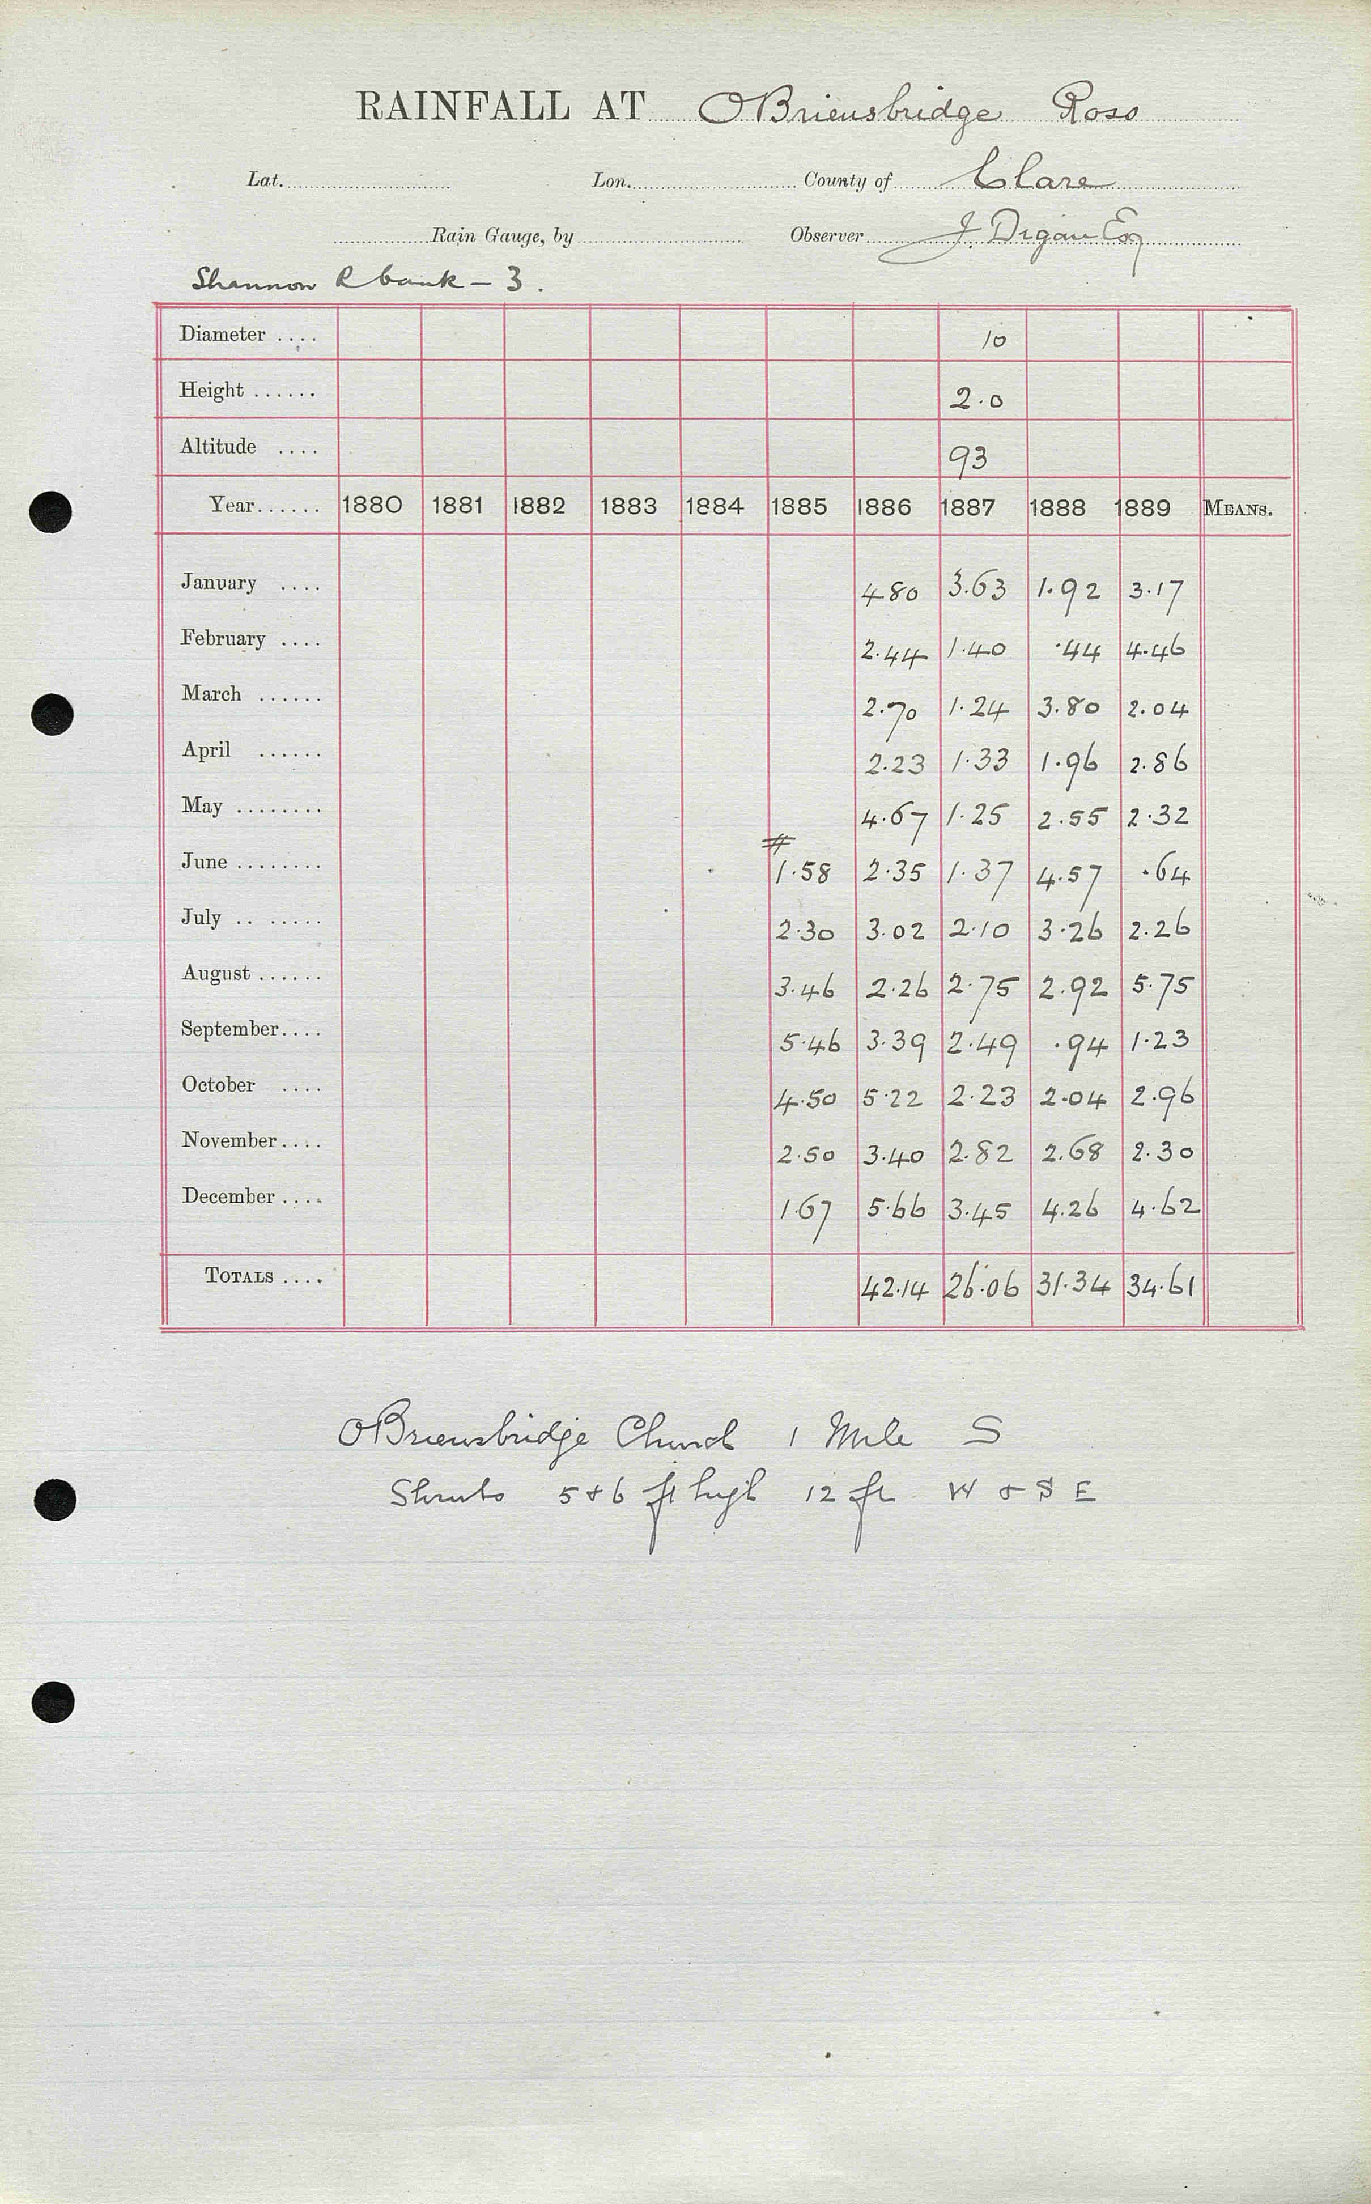 RAINFALL AT OBriensbridge Ross
Lat. Lon. County of Clare
Rain Gauge, by Observer J Digan Esq
Shannon R bank – 3.
Diameter .... 10
Height ...... 2.0
Altitude .... 93
Year...... 1880 1881 1882 1883 1884 1885 1886 1887 1888 1889 MEANS.
January .... 480 3.63 1.92 3.17
February .... 2.44 1.40 .44 4.46
March ...... 2.70 1.24 3.80 2.04
April ...... 2.23 1.33 1.96 2.86
May ........ 4.67 1.25 2.55 2.32
#
June ........ 1.58 2.35 1.37 4.57 .64
July .. ...... 2.30 3.02 2.10 3.26 2.26
August ...... 3.46 2.26 2.75 2.92 5.75
September.... 5.46 3.39 2.49 .94 1.23
October .... 4.50 5.22 2.23 2.04 2.96
November.... 2.50 3.40 2.82 2.68 2.30
December .... 1.67 5.66 3.45 4.26 4.62
TOTALS .... 42.14 26.06 31.34 34.61
OBriensbridge Church 1 Mile S
Shrubs 5 & 6 ft high 12 ft W & S E